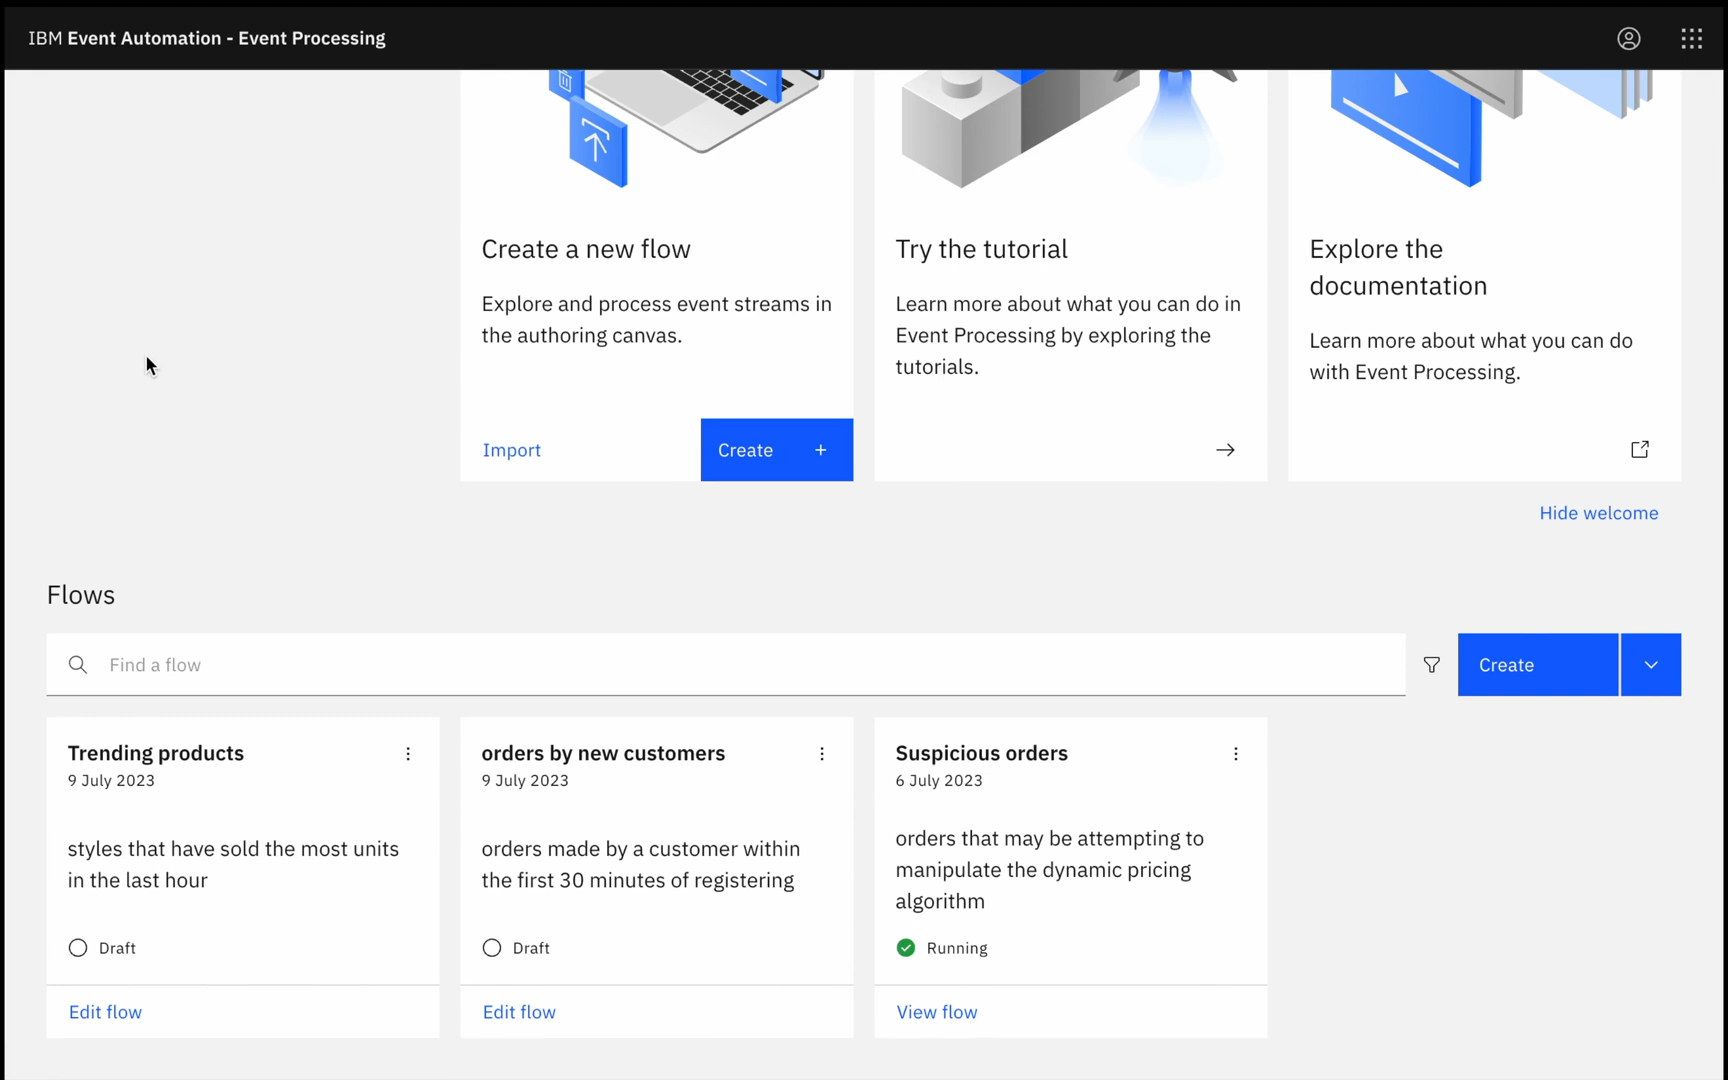 IBM Event Automation - Event Processing
Create a new flow
Explore and process event streams in
the authoring canvas.
Import
Create +
Try the tutorial
Learn more about what you can do in
Event Processing by exploring the
tutorials.
Explore the
documentation
Learn more about what you can do
with Event Processing.
Hide welcome
Flows
Find a flow
Create
Trending products
9 July 2023
styles that have sold the most units
in the last hour
Draft
Edit flow
orders by new customers
9 July 2023
orders made by a customer within
the first 30 minutes of registering
Draft
Edit flow
Suspicious orders
6 July 2023
orders that may be attempting to
manipulate the dynamic pricing
algorithm
Running
View flow